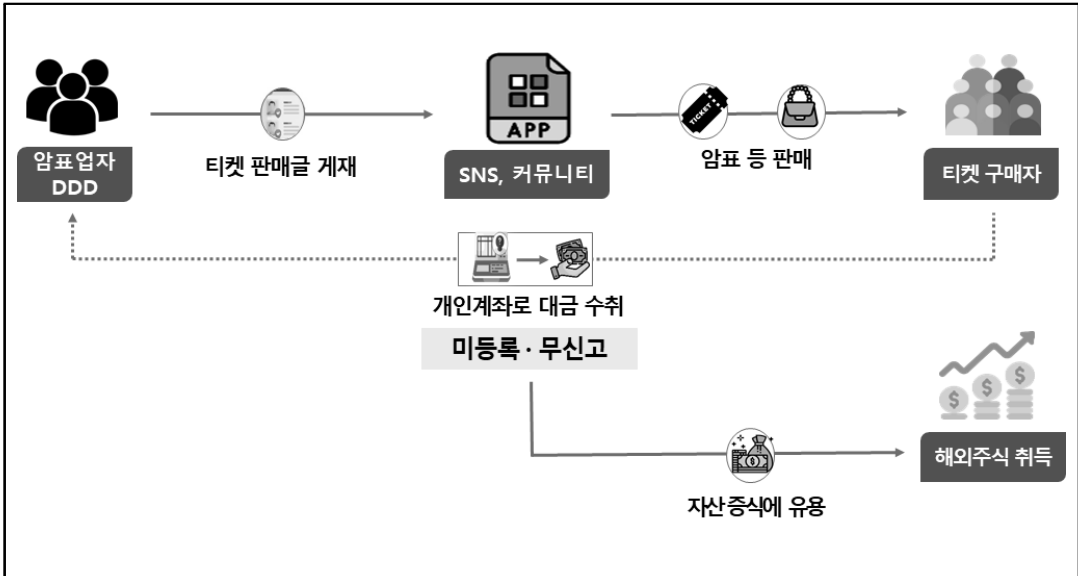 암표업자
DDD
티켓 판매글 게재
APP
SNS, 커뮤니티
TICKET
암표 등 판매
티켓 구매자
개인계좌로 대금 수취
미등록 · 무신고
해외주식 취득
자산증식에 유용